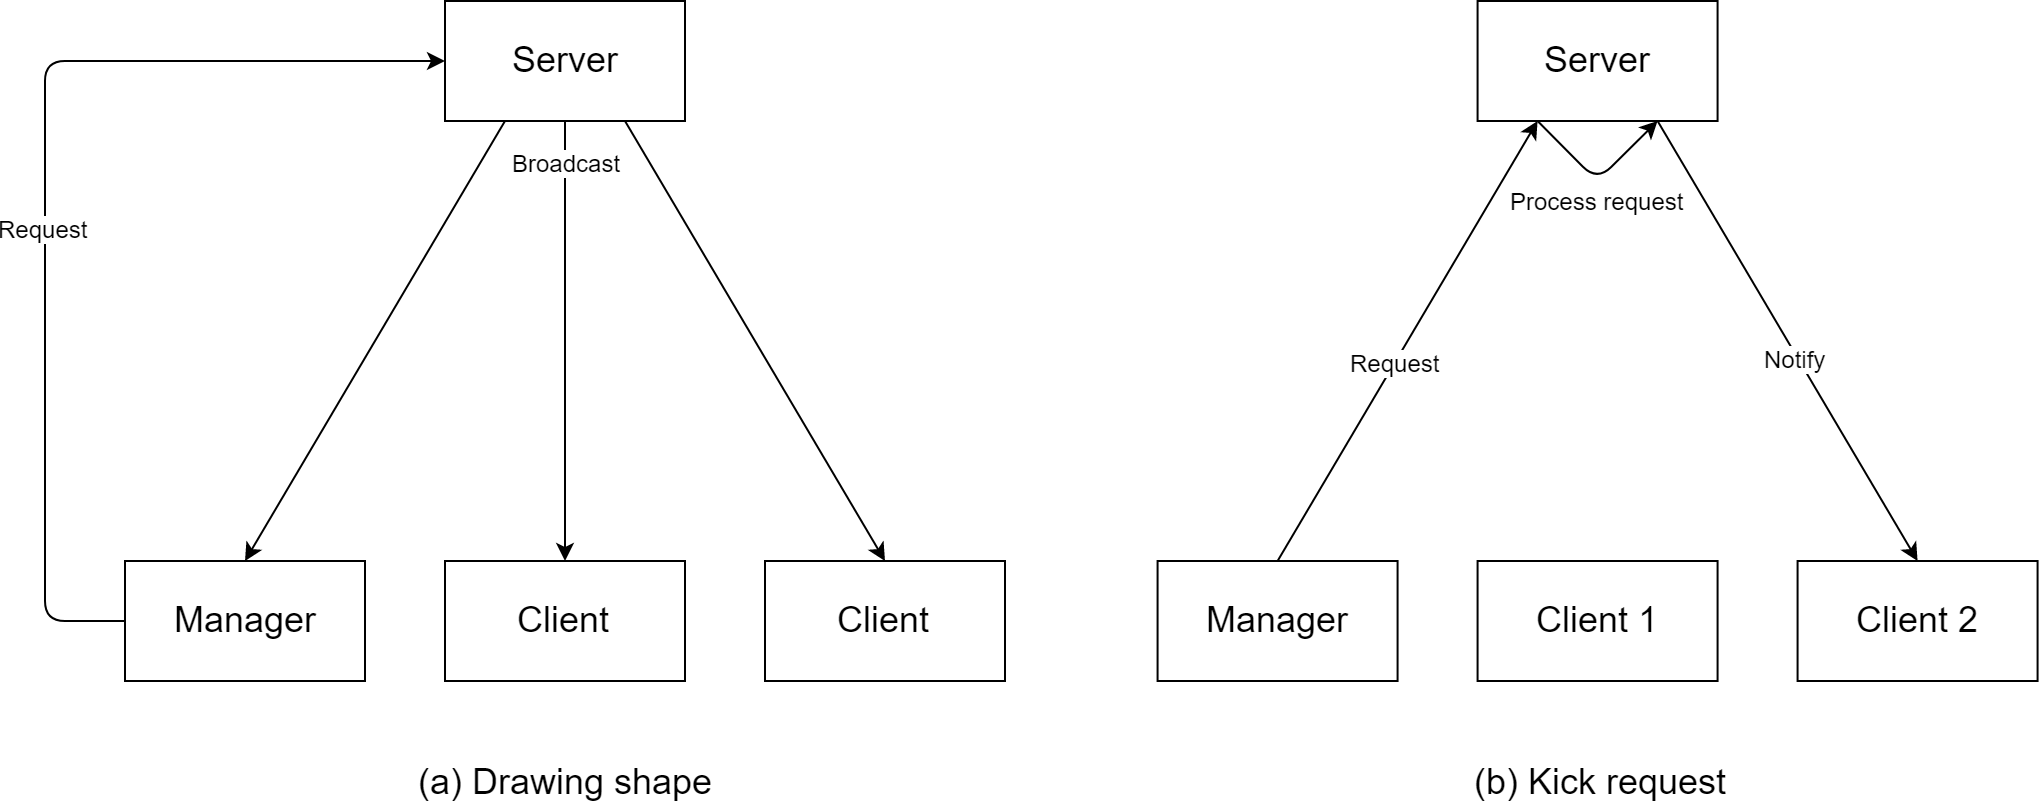 Server
Broadcast
Request
Manager
Client
Client
(a) Drawing shape
Server
Process request
Request
Notify
Manager
Client 1
Client 2
(b) Kick request